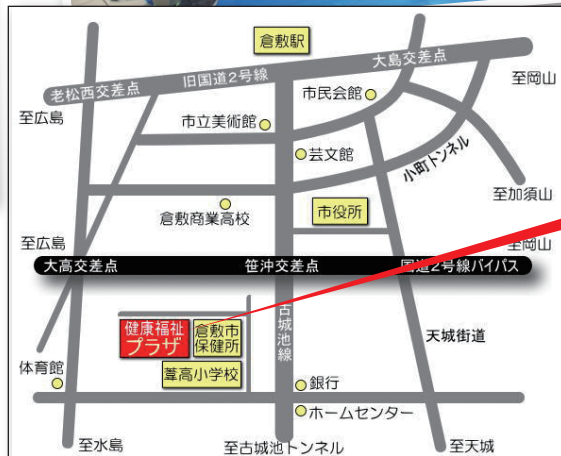 倉敷駅
大島交差点
旧国道2号線
老松西交差点
至岡山
至広島
市民会館
市立美術館
芸文館
小町トンネル
至加須山
倉敷商業高校
市役所
至広島
至岡山
大高交差点
笹沖交差点
国道2号線バイパス
古城池線
健康福祉
プラザ
倉敷市
保健所
天城街道
体育館
葦高小学校
銀行
ホームセンター
至水島
至古城池トンネル
至天城